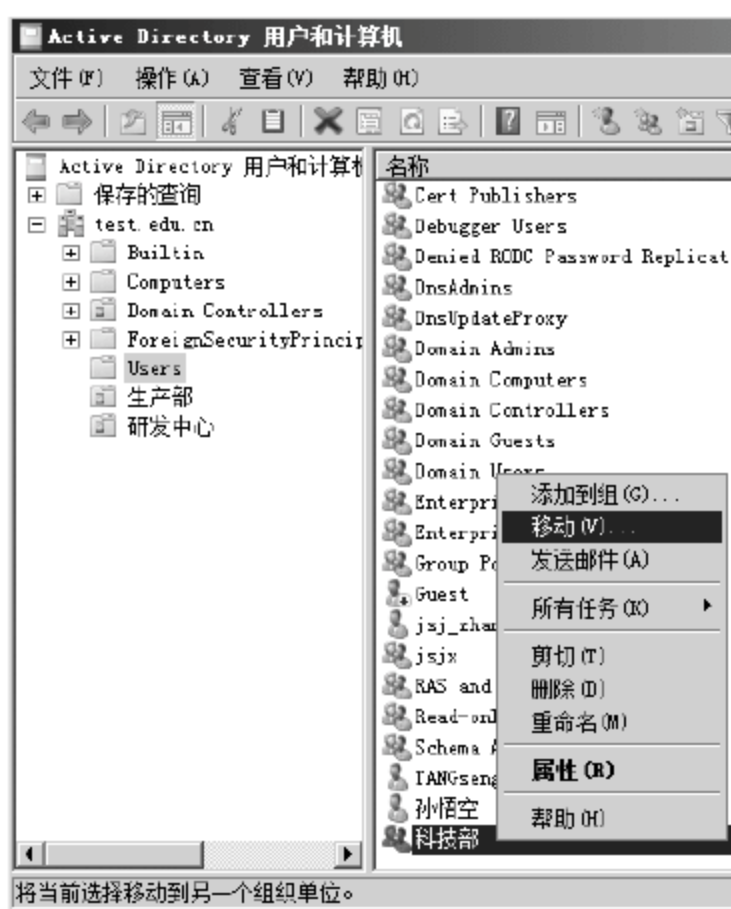 Active Directory 用户和计算机
文件(F) 操作(A) 查看(V) 帮助(H)
Active Directory 用户和计算机
保存的查询
test.edu.cn
Builtin
Computers
Domain Controllers
ForeignSecurityPrincip
Users
生产部
研发中心
名称
Cert Publishers
Debugger Users
Denied RODC Password Replicat
DnsAdmins
DnsUpdateProxy
Domain Admins
Domain Computers
Domain Controllers
Domain Guests
Domain Users
Enterpri
Enterpri
Group Po
Guest
jsj_zhan
jsjx
RAS and
Read-onl
Schema A
TANGseng
孙悟空
科技部
添加到组(G)...
移动(V)...
发送邮件(A)
所有任务(K)
剪切(T)
删除(D)
重命名(M)
属性(R)
帮助(H)
将当前选择移动到另一个组织单位。